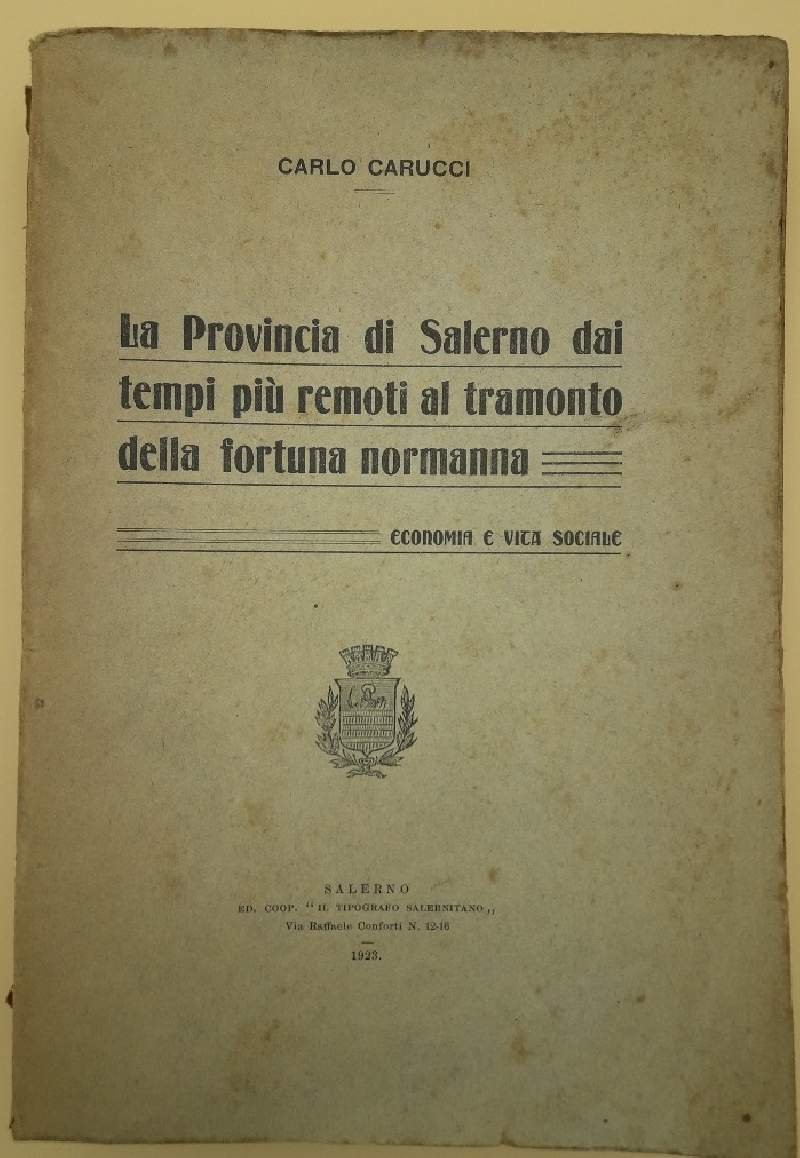 CARLO CARUCCI
La Provincia di Salerno dai
tempi più remoti al tramonto
della fortuna normanna
ECONOMIA E VITA SOCIALE
SALERNO
ED. COOP. “ IL TIPOGRAFO SALERNITANO „
Via Raffaele Conforti N. 12-16
1923.